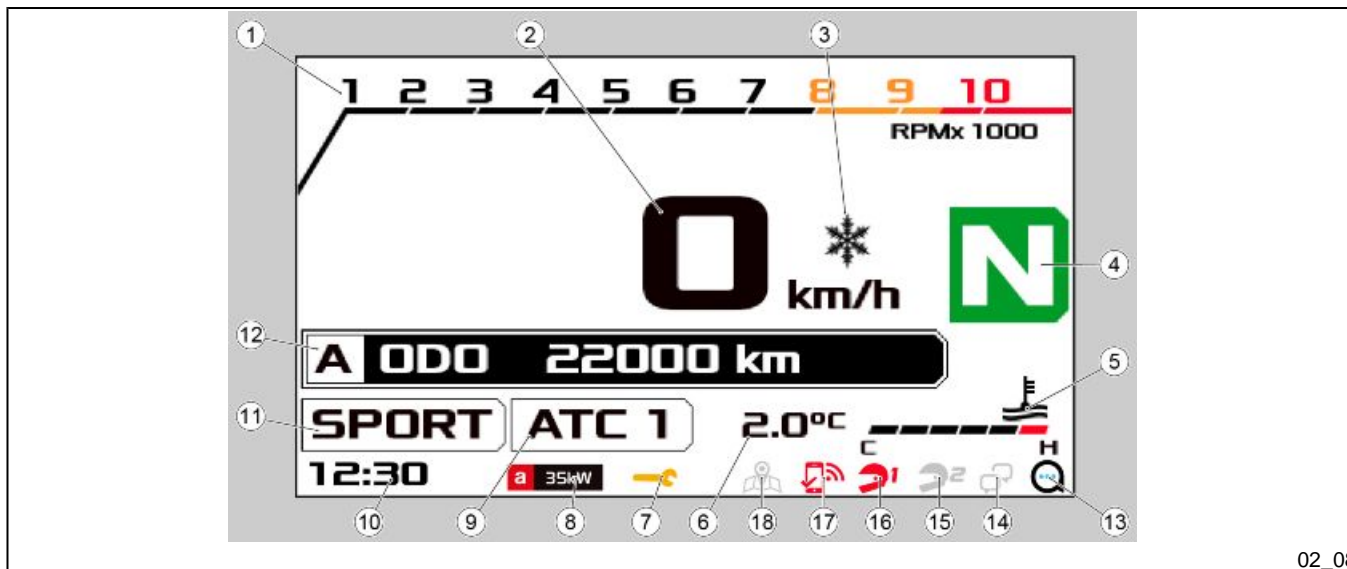 1 2 3
1 2 3 4 5 6 7 8 9 10
RPMx 1000
0
km/h
N
4
12
A ODO 22000 km
5
11
SPORT ATC 1 2.0°C
C H
12:30 a 35kW 1 2
10 9 8 7 6 18 17 16 15 14 13